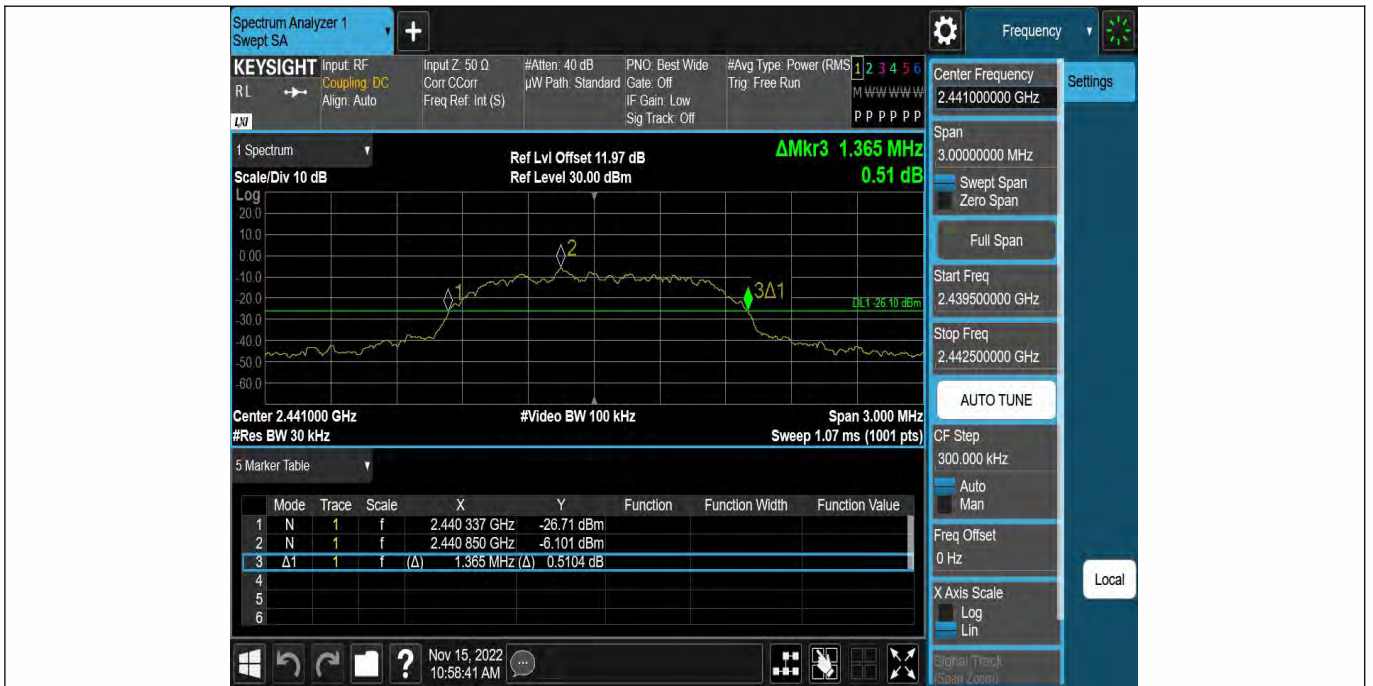 Spectrum Analyzer 1
Swept SA
+
Frequency
KEYSIGHT
RL
LXI
Input: RF
Coupling: DC
Align: Auto
Input Z: 50 Ω
Corr CCorr
Freq Ref: Int (S)
#Atten: 40 dB
µW Path: Standard
PNO: Best Wide
Gate: Off
IF Gain: Low
Sig Track: Off
#Avg Type: Power (RMS
Trig: Free Run
1 2 3 4 5 6
M W W W W W
P P P P P P
1 Spectrum
Scale/Div 10 dB
Ref Lvl Offset 11.97 dB
Ref Level 30.00 dBm
ΔMkr3 1.365 MHz
0.51 dB
Log
20.0
10.0
0.00
-10.0
-20.0
-30.0
-40.0
-50.0
-60.0
1
2
3Δ1
DL1 -26.10 dBm
Center 2.441000 GHz
#Video BW 100 kHz
Span 3.000 MHz
#Res BW 30 kHz
Sweep 1.07 ms (1001 pts)
5 Marker Table
Mode Trace Scale X Y Function Function Width Function Value
1 N 1 f 2.440 337 GHz -26.71 dBm
2 N 1 f 2.440 850 GHz -6.101 dBm
3 Δ1 1 f (Δ) 1.365 MHz (Δ) 0.5104 dB
4
5
6
?
Nov 15, 2022
10:58:41 AM
Center Frequency
2.441000000 GHz
Settings
Span
3.00000000 MHz
Swept Span
Zero Span
Full Span
Start Freq
2.439500000 GHz
Stop Freq
2.442500000 GHz
AUTO TUNE
CF Step
300.000 kHz
Auto
Man
Freq Offset
0 Hz
Local
X Axis Scale
Log
Lin
Signal Track
(Span Zoom)